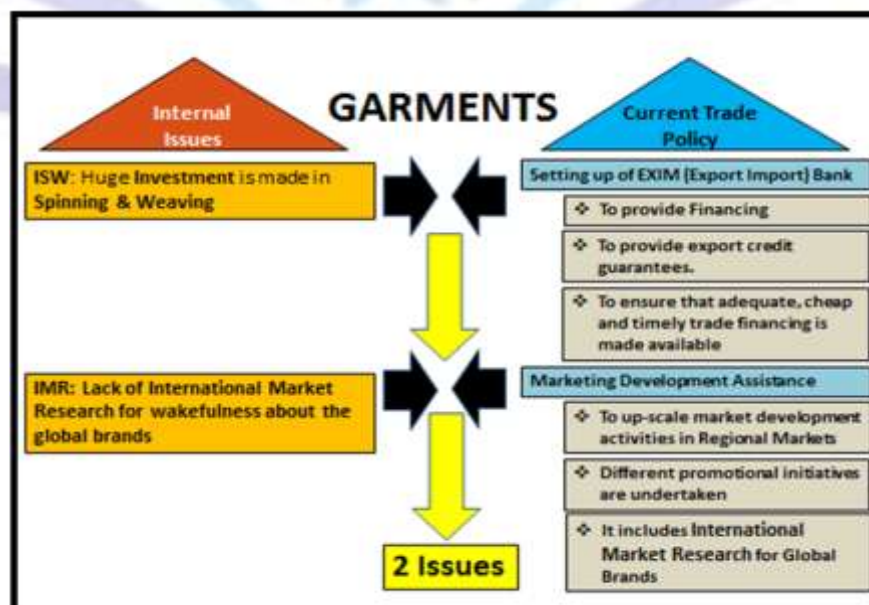 GARMENTS
Internal
Issues
ISW: Huge Investment is made in
Spinning & Weaving
IMR: Lack of International Market
Research for wakefulness about the
global brands
Current Trade
Policy
Setting up of EXIM (Export Import) Bank
❖ To provide Financing
❖ To provide export credit
guarantees.
❖ To ensure that adequate, cheap
and timely trade financing is
made available
Marketing Development Assistance
❖ To up-scale market development
activities in Regional Markets
❖ Different promotional initiatives
are undertaken
❖ It includes International
Market Research for Global
Brands
2 Issues